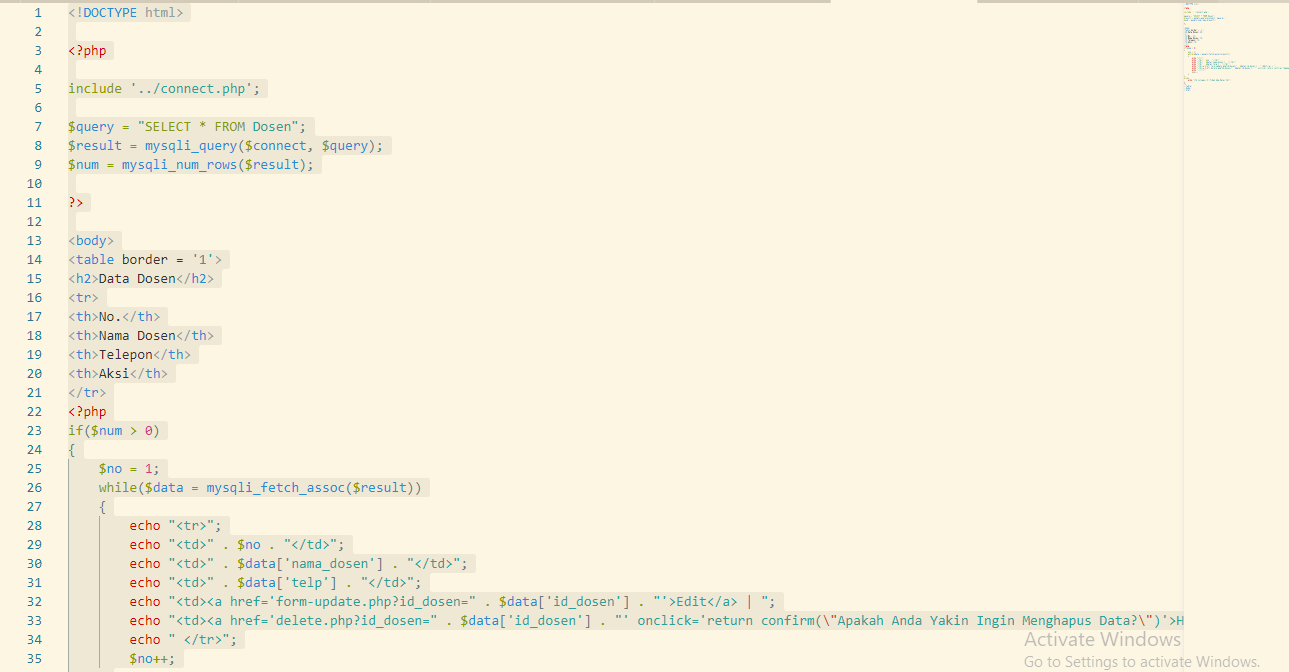 1 <!DOCTYPE html>
2
3 <?php
4
5 include '../connect.php';
6
7 $query = "SELECT * FROM Dosen";
8 $result = mysqli_query($connect, $query);
9 $num = mysqli_num_rows($result);
10
11 ?>
12
13 <body>
14 <table border = '1'>
15 <h2>Data Dosen</h2>
16 <tr>
17 <th>No.</th>
18 <th>Nama Dosen</th>
19 <th>Telepon</th>
20 <th>Aksi</th>
21 </tr>
22 <?php
23 if($num > 0)
24 {
25     $no = 1;
26     while($data = mysqli_fetch_assoc($result))
27     {
28         echo "<tr>";
29         echo "<td>" . $no . "</td>";
30         echo "<td>" . $data['nama_dosen'] . "</td>";
31         echo "<td>" . $data['telp'] . "</td>";
32         echo "<td><a href='form-update.php?id_dosen=" . $data['id_dosen'] . "'>Edit</a> | ";
33         echo "<td><a href='delete.php?id_dosen=" . $data['id_dosen'] . "' onclick='return confirm(\"Apakah Anda Yakin Ingin Menghapus Data?\")'>H
34         echo " </tr>";
35         $no++;
Activate Windows
Go to Settings to activate Windows.